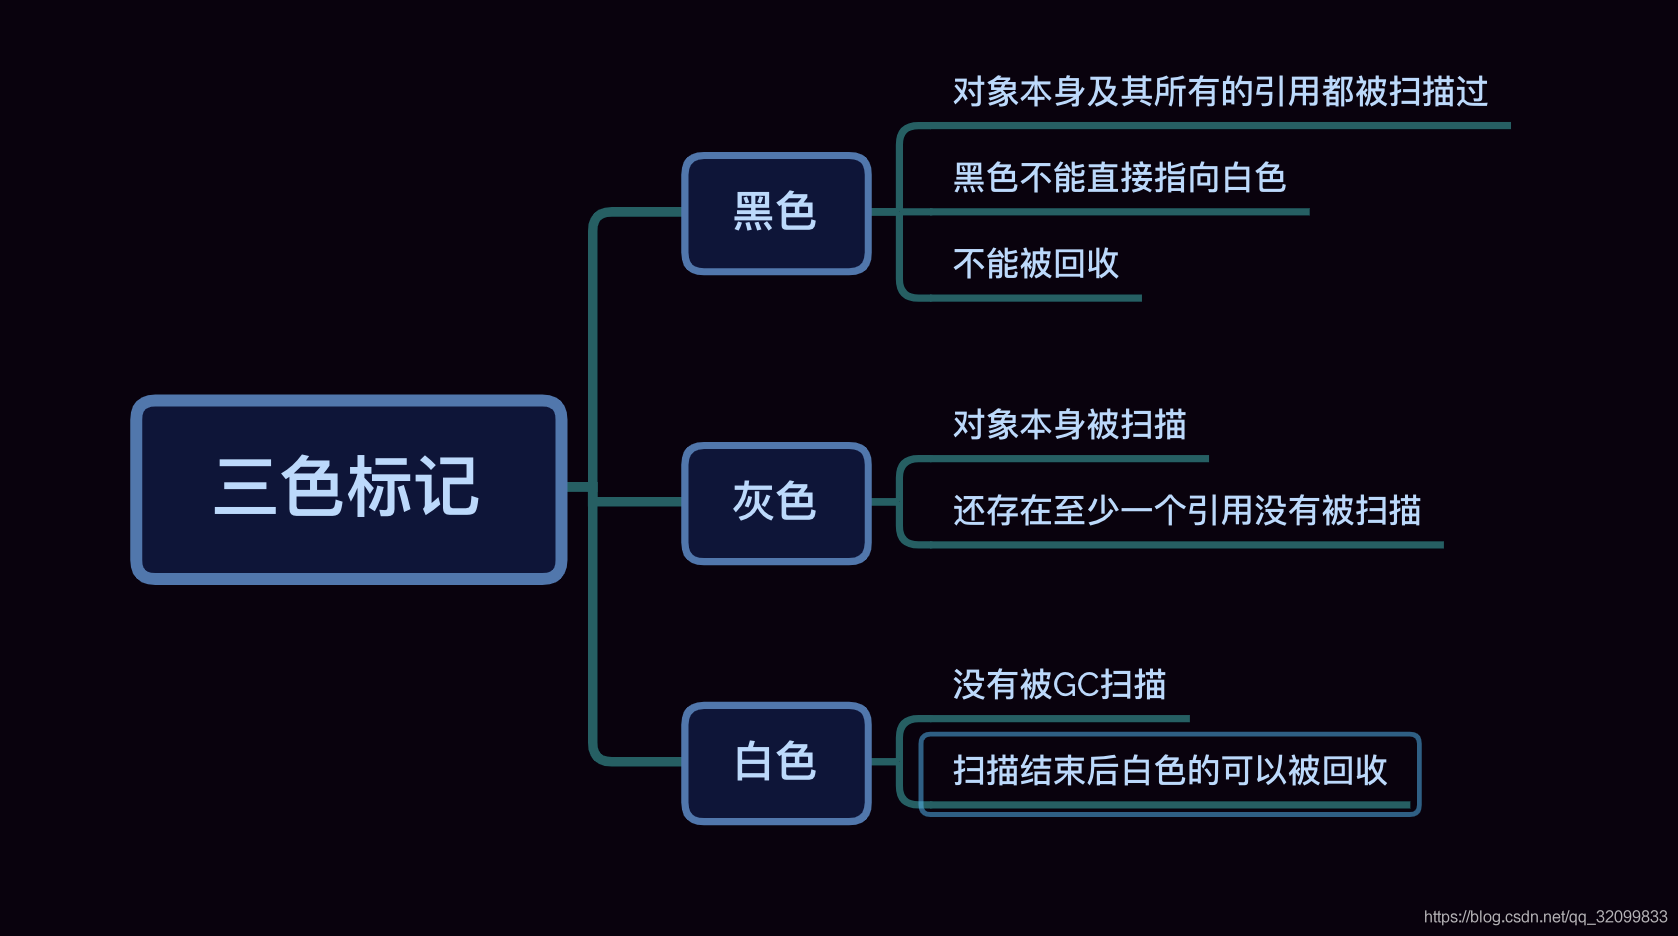 三色标记
黑色
对象本身及其所有的引用都被扫描过
黑色不能直接指向白色
不能被回收
灰色
对象本身被扫描
还存在至少一个引用没有被扫描
白色
没有被GC扫描
扫描结束后白色的可以被回收
https://blog.csdn.net/qq_32099833